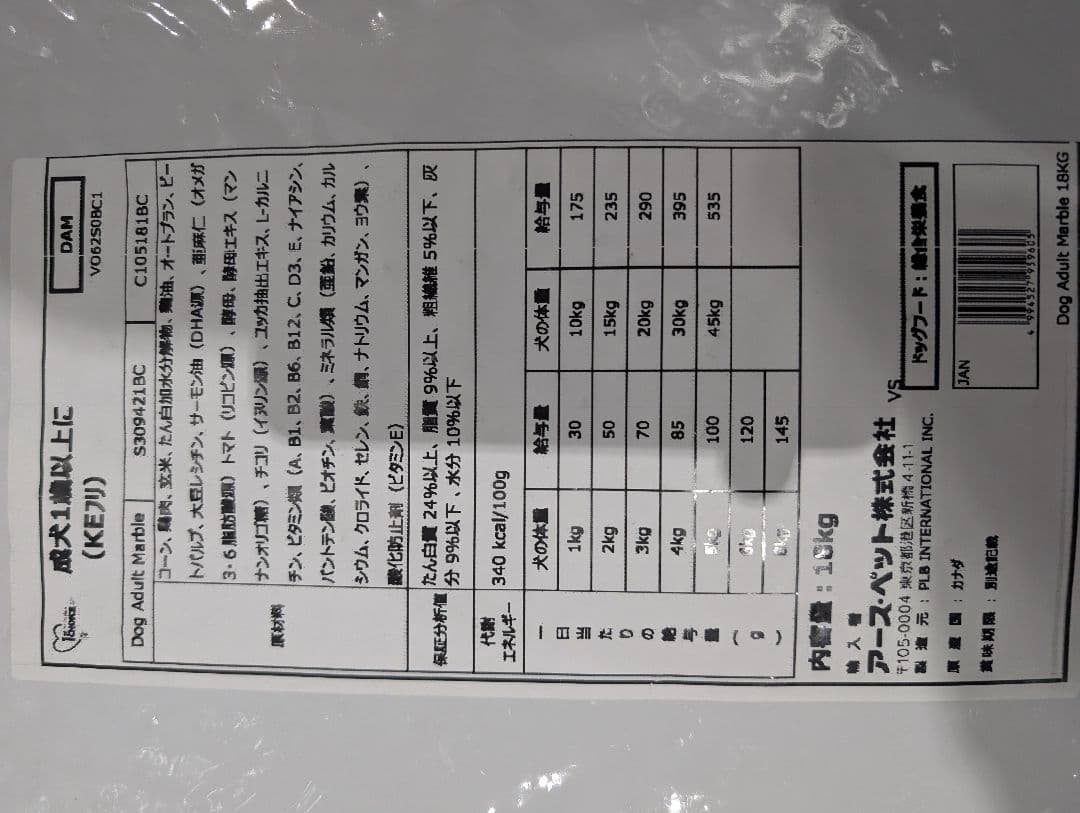 成犬1歳以上に
(KEフリ)
DAM
VO62S0BC1
Dog Adult Marble S309421BC C105181BC
原材料
コーン、鶏肉、玄米、たん白加水分解物、鶏油、オートブラン、ビー
トパルプ、大豆レシチン、サーモン油（DHA源）、亜麻仁（オメガ
3・6 脂肪酸源）トマト（リコピン源）、酵母、酵母エキス（マン
ナンオリゴ糖）、チコリ（イヌリン源）、ユッカ抽出エキス、L-カルニ
チン、ビタミン類（A、B1、B2、B6、B12、C、D3、E、ナイアシン、
パントテン酸、ビオチン、葉酸）、ミネラル類（亜鉛、カリウム、カル
シウム、クロライド、セレン、鉄、銅、ナトリウム、マンガン、ヨウ素）、
酸化防止剤（ビタミンE）
保証分析値
たん白質 24%以上、脂質 9%以上、粗繊維 5%以下、灰
分 9%以下、水分 10%以下
代謝
エネルギー
340 kcal/100g
一日当たりの給与量（g）
犬の体重 給与量 犬の体重 給与量
1kg 30 10kg 175
2kg 50 15kg 235
3kg 70 20kg 290
4kg 85 30kg 395
5kg 100 45kg 535
6kg 120
8kg 145
内容量：18kg
輸入者
アース・ペット株式会社 VS
〒105-0004 東京都港区新橋 4-11-1
製造元：PLB INTERNATIONAL INC.
原産国：カナダ
賞味期限：別途記載
ドッグフード：総合栄養食
JAN
4 994527 939603
Dog Adult Marble 18KG